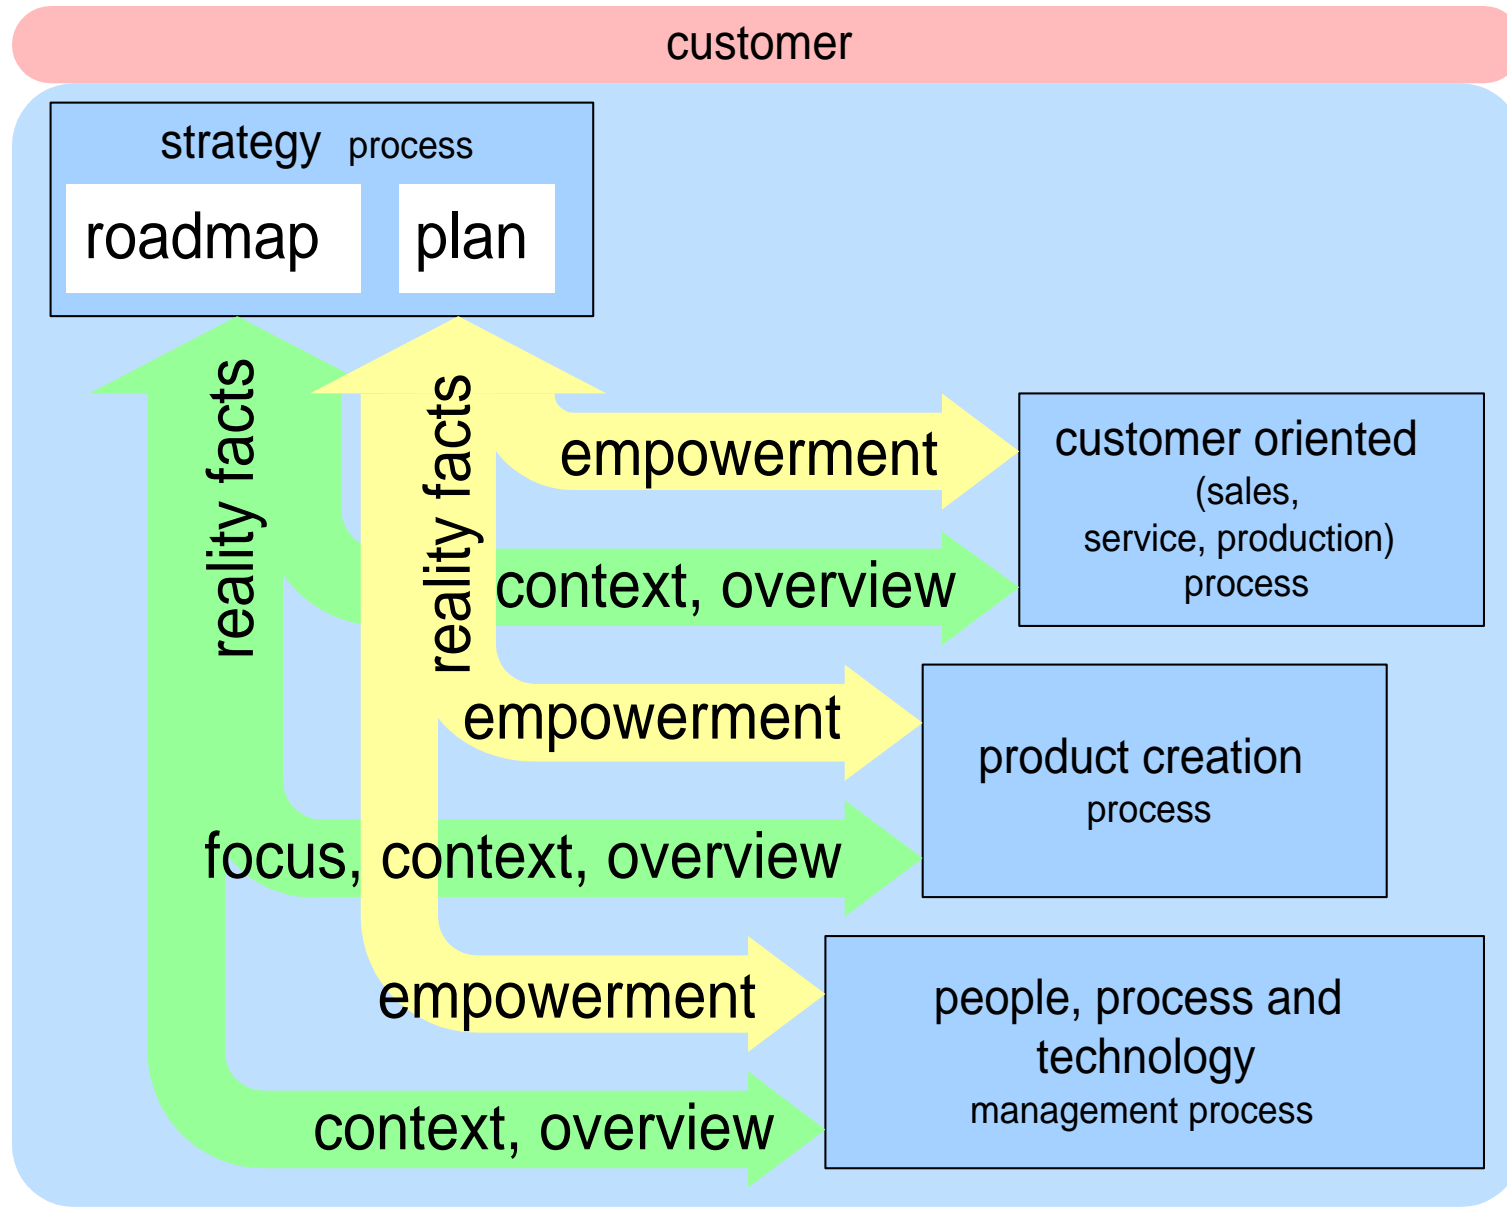 customer
strategy process
roadmap
plan
reality facts
reality facts
empowerment
customer oriented
(sales,
service, production)
process
context, overview
empowerment
product creation
process
focus, context, overview
empowerment
people, process and
technology
management process
context, overview